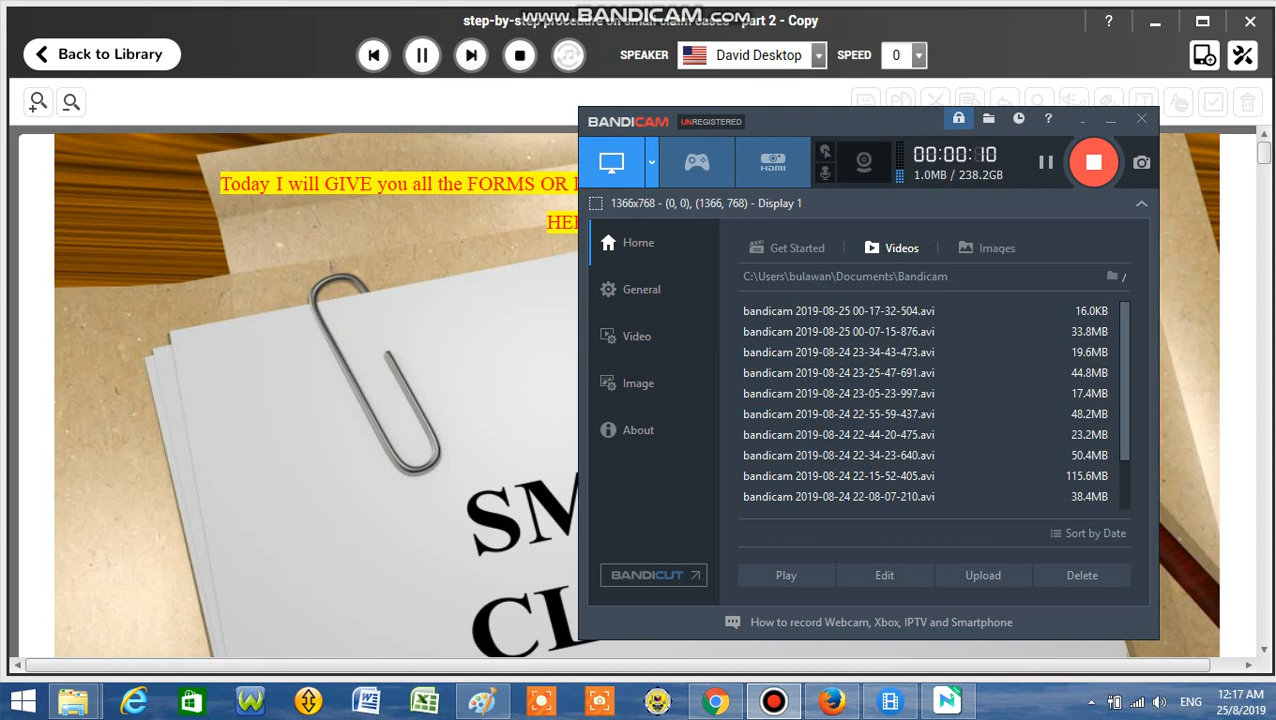 www.BANDICAM.com
step-by-step procedure on small claim cases - part 2 - Copy
Back to Library
SPEAKER David Desktop SPEED 0
BANDICAM UNREGISTERED
HDMI
00:00:10
1.0MB / 238.2GB
1366x768 - (0, 0), (1366, 768) - Display 1
Today I will GIVE you all the FORMS OR
HE
SM
CL
Home
General
Video
Image
About
BANDICUT
Get Started Videos Images
C:\Users\bulawan\Documents\Bandicam /
bandicam 2019-08-25 00-17-32-504.avi 16.0KB
bandicam 2019-08-25 00-07-15-876.avi 33.8MB
bandicam 2019-08-24 23-34-43-473.avi 19.6MB
bandicam 2019-08-24 23-25-47-691.avi 44.8MB
bandicam 2019-08-24 23-05-23-997.avi 17.4MB
bandicam 2019-08-24 22-55-59-437.avi 48.2MB
bandicam 2019-08-24 22-44-20-475.avi 23.2MB
bandicam 2019-08-24 22-34-23-640.avi 50.4MB
bandicam 2019-08-24 22-15-52-405.avi 115.6MB
bandicam 2019-08-24 22-08-07-210.avi 38.4MB
Sort by Date
Play Edit Upload Delete
How to record Webcam, Xbox, IPTV and Smartphone
ENG
12:17 AM
25/8/2019